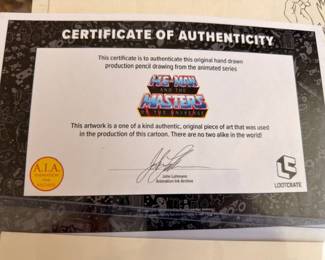 CERTIFICATE OF AUTHENTICITY
This certificate is to authenticate this original hand drawn
production pencil drawing from the animated series
HE-MAN
AND THE
MASTERS
OF THE UNIVERSE
This artwork is a one of a kind authentic, original piece of art that was used
in the production of this cartoon. There are no two alike in the world!
A.I.A.
John Lohmann
Animation Ink Archive
LOOTCRATE